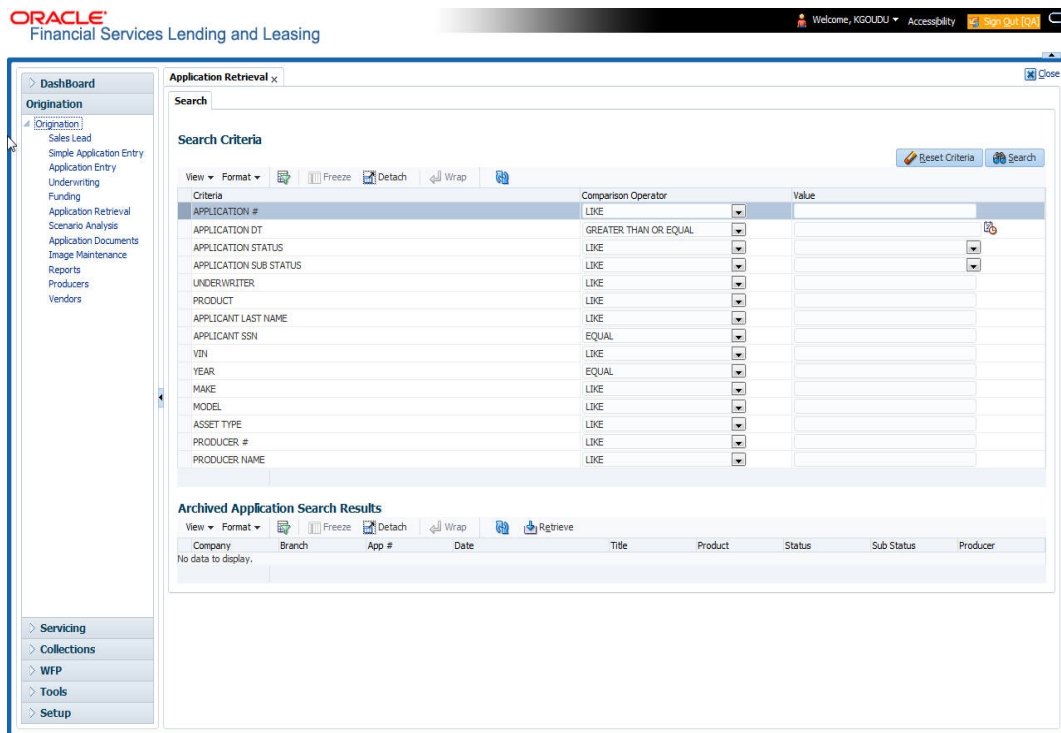 ORACLE
Financial Services Lending and Leasing
Welcome, KGOUDU Accessibility Sign Out [QA]
Close
DashBoard
Origination
Origination
Sales Lead
Simple Application Entry
Application Entry
Underwriting
Funding
Application Retrieval
Scenario Analysis
Application Documents
Image Maintenance
Reports
Producers
Vendors
Servicing
Collections
WFP
Tools
Setup
Application Retrieval x
Search
Search Criteria
Reset Criteria Search
View Format Freeze Detach Wrap
Criteria Comparison Operator Value
APPLICATION # LIKE
APPLICATION DT GREATER THAN OR EQUAL
APPLICATION STATUS LIKE
APPLICATION SUB STATUS LIKE
UNDERWRITER LIKE
PRODUCT LIKE
APPLICANT LAST NAME LIKE
APPLICANT SSN EQUAL
VIN LIKE
YEAR EQUAL
MAKE LIKE
MODEL LIKE
ASSET TYPE LIKE
PRODUCER # LIKE
PRODUCER NAME LIKE
Archived Application Search Results
View Format Freeze Detach Wrap Retrieve
Company Branch App # Date Title Product Status Sub Status Producer
No data to display.